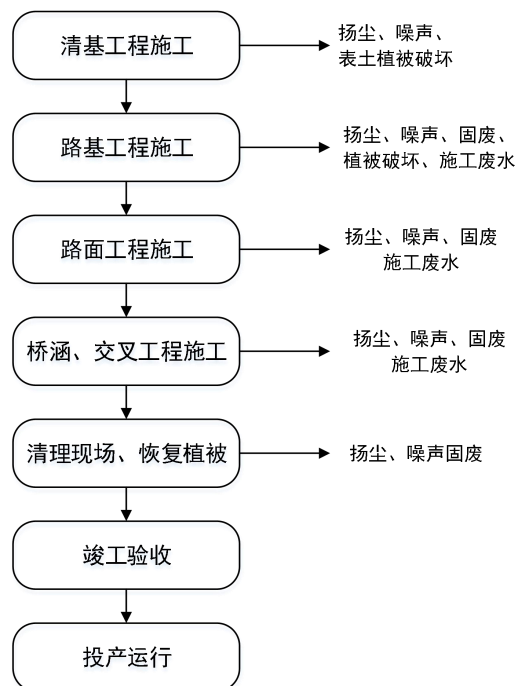 清基工程施工
扬尘、噪声、
表土植被破坏
路基工程施工
扬尘、噪声、固废、
植被破坏、施工废水
路面工程施工
扬尘、噪声、固废
施工废水
桥涵、交叉工程施工
扬尘、噪声、固废
施工废水
清理现场、恢复植被
扬尘、噪声固废
竣工验收
投产运行